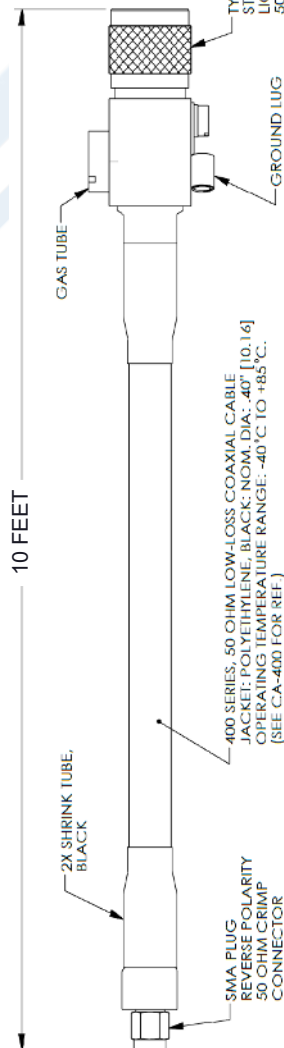 10 FEET
GAS TUBE
GROUND LUG
2X SHRINK TUBE,
BLACK
400 SERIES, 50 OHM LOW-LOSS COAXIAL CABLE
JACKET: POLYETHYLENE, BLACK: NOM. DIA: .40" [10.16]
OPERATING TEMPERATURE RANGE: -40°C TO +85°C.
(SEE CA-400 FOR REF.)
SMA PLUG
REVERSE POLARITY
50 OHM CRIMP
CONNECTOR